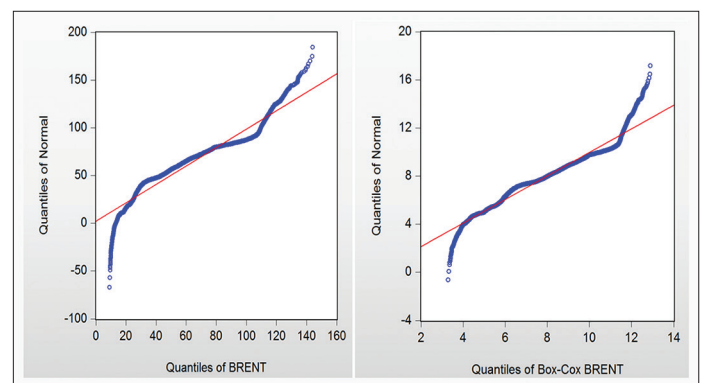 200
150
100
50
0
-50
-100
Quantiles of Normal
0 20 40 60 80 100 120 140 160
Quantiles of BRENT
20
16
12
8
4
0
-4
Quantiles of Normal
2 4 6 8 10 12 14
Quantiles of Box-Cox BRENT